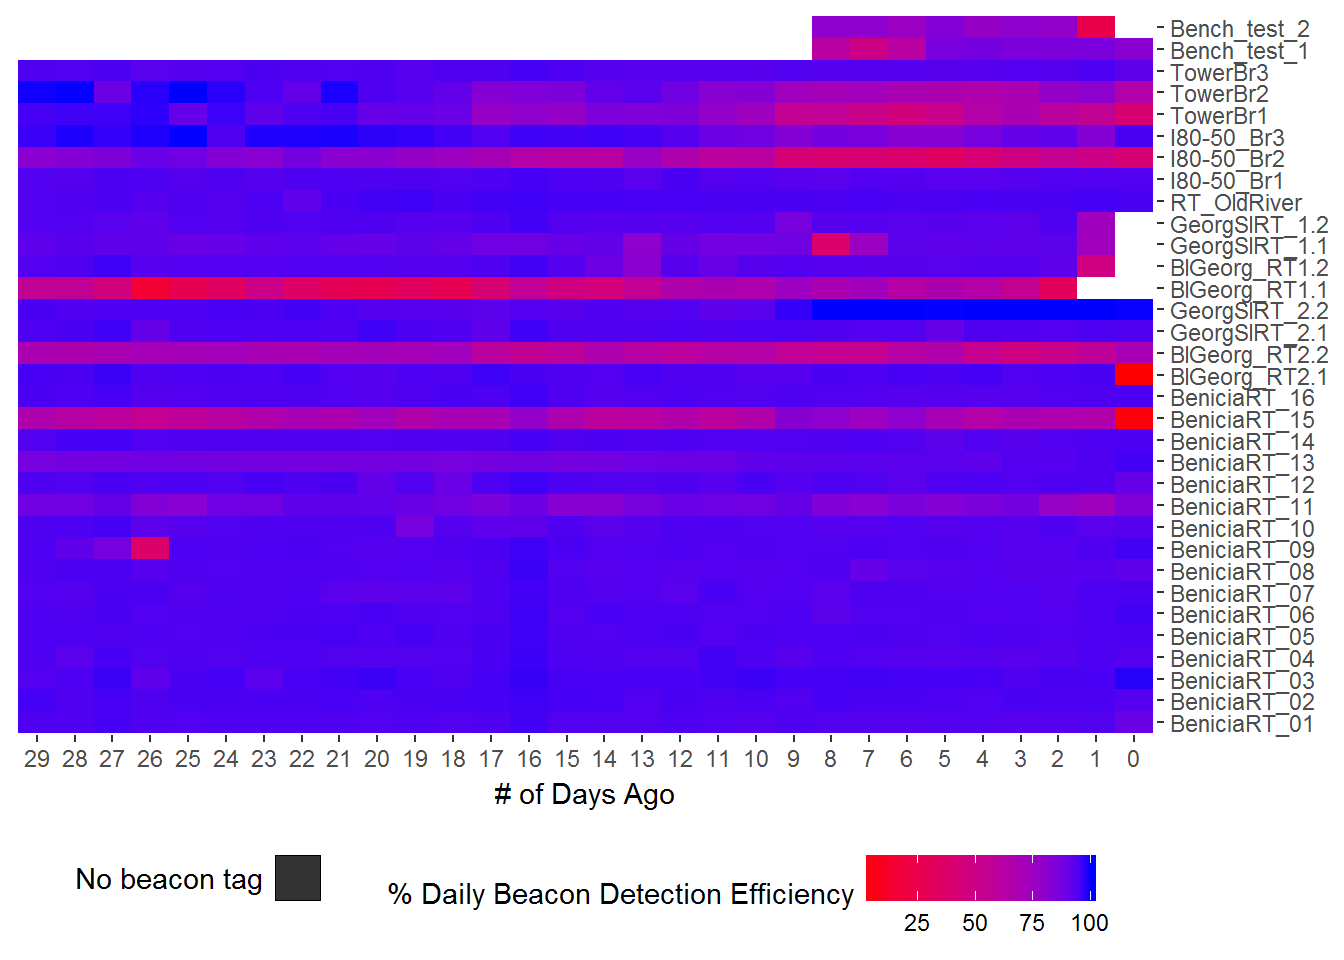 Bench_test_2
Bench_test_1
TowerBr3
TowerBr2
TowerBr1
I80-50_Br3
I80-50_Br2
I80-50_Br1
RT_OldRiver
GeorgSlRT_1.2
GeorgSlRT_1.1
BlGeorg_RT1.2
BlGeorg_RT1.1
GeorgSlRT_2.2
GeorgSlRT_2.1
BlGeorg_RT2.2
BlGeorg_RT2.1
BeniciaRT_16
BeniciaRT_15
BeniciaRT_14
BeniciaRT_13
BeniciaRT_12
BeniciaRT_11
BeniciaRT_10
BeniciaRT_09
BeniciaRT_08
BeniciaRT_07
BeniciaRT_06
BeniciaRT_05
BeniciaRT_04
BeniciaRT_03
BeniciaRT_02
BeniciaRT_01
29 28 27 26 25 24 23 22 21 20 19 18 17 16 15 14 13 12 11 10 9 8 7 6 5 4 3 2 1 0
# of Days Ago
No beacon tag
% Daily Beacon Detection Efficiency
25 50 75 100